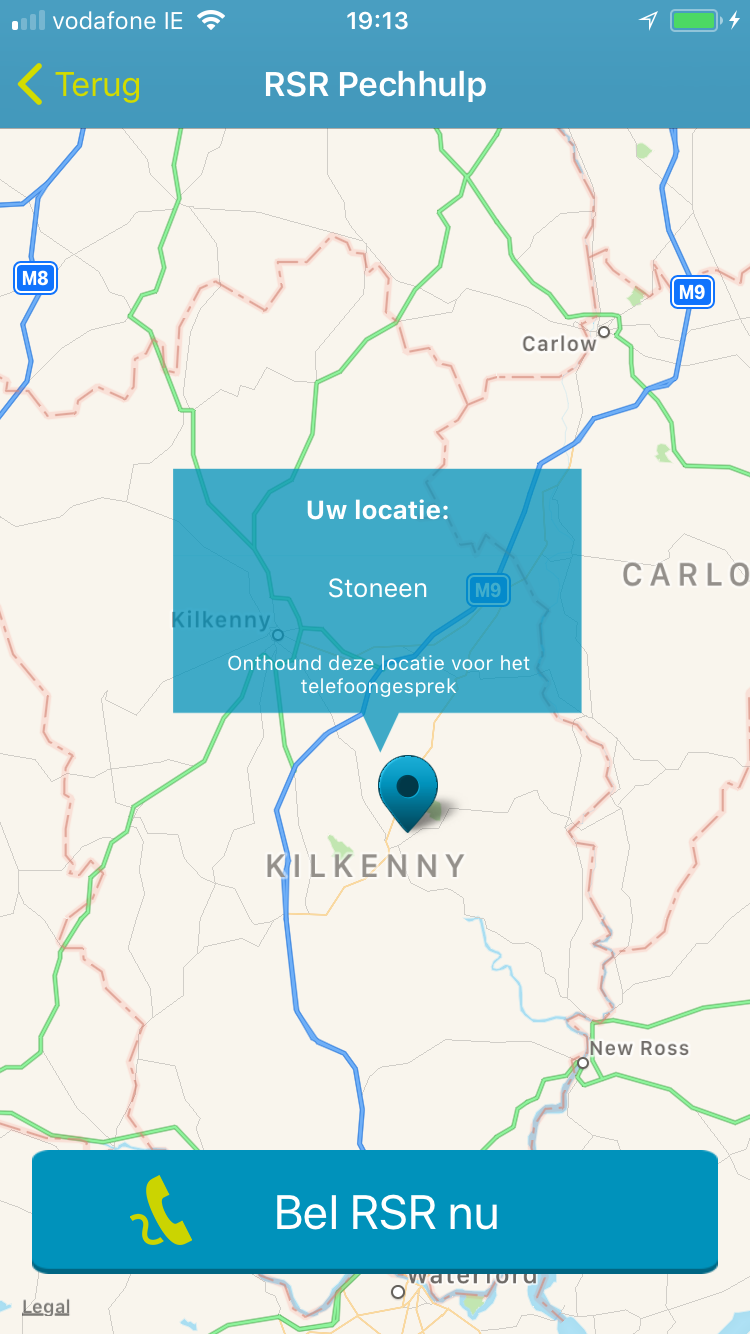 vodafone IE 19:13
Terug RSR Pechhulp
M8
M9
Carlow
Uw locatie:
CARLO
Stoneen
M9
Kilkenny
Onthound deze locatie voor het
telefoongesprek
KILKENNY
New Ross
Bel RSR nu
Waterford
Legal